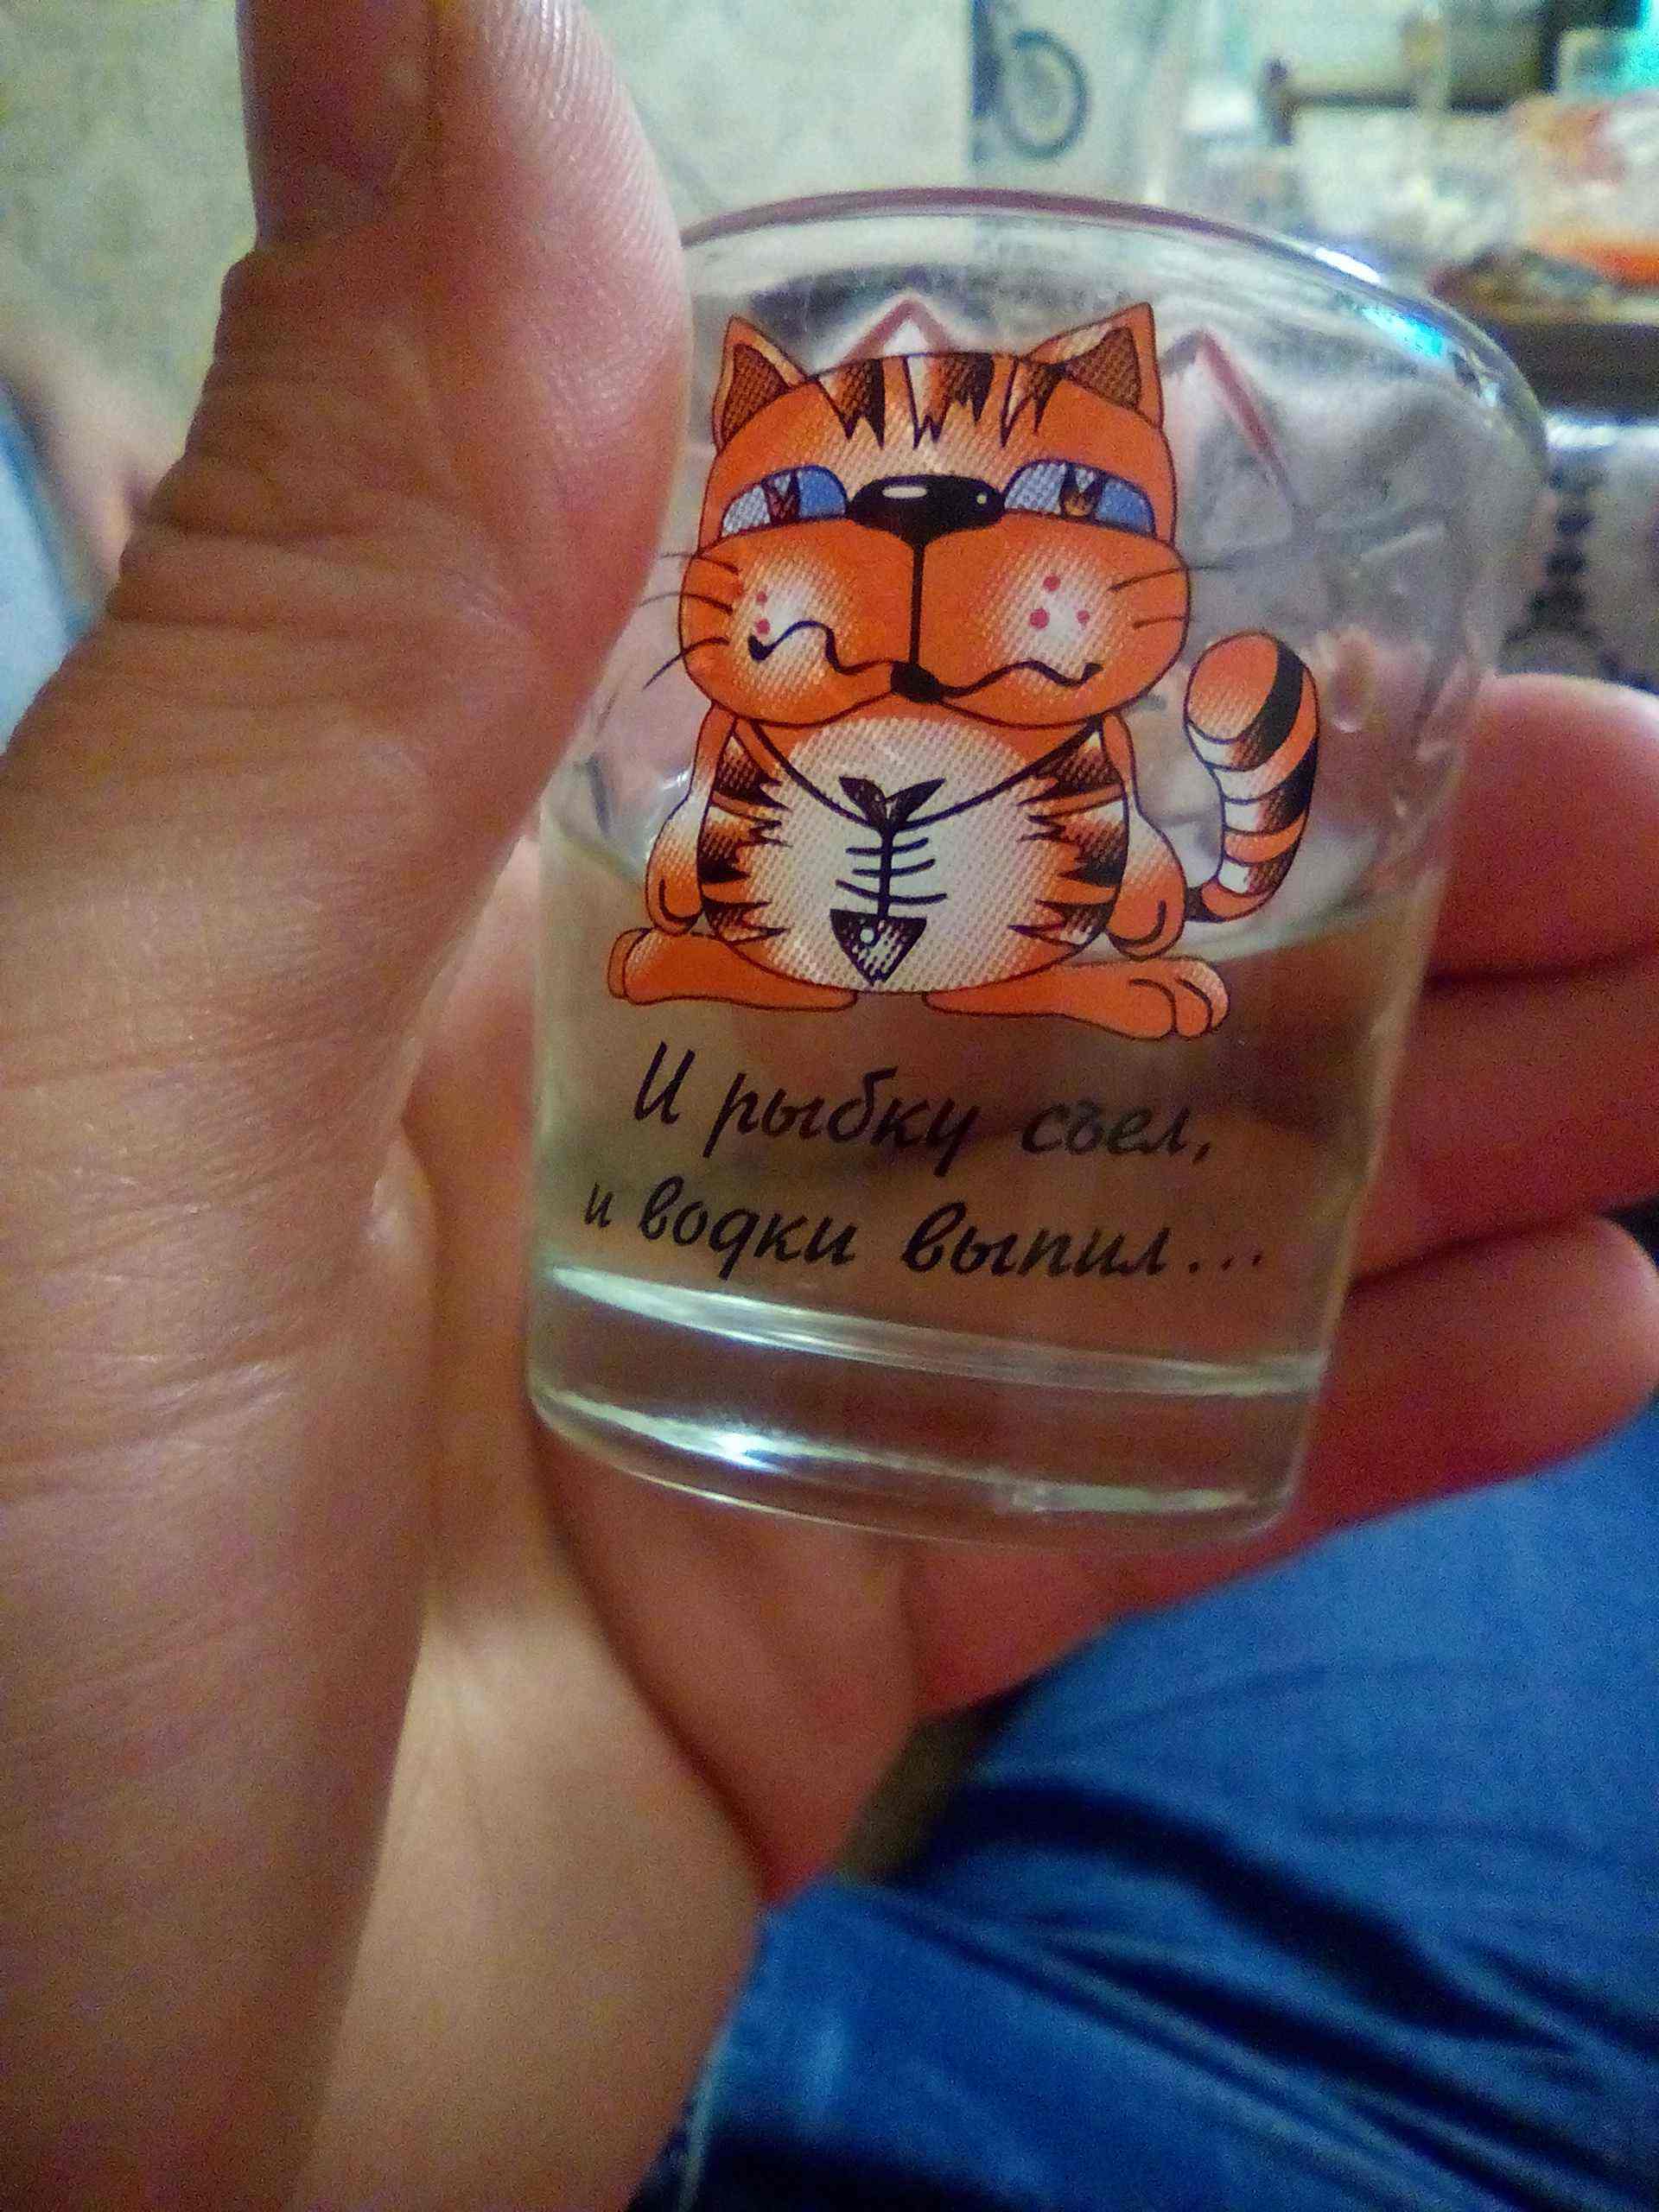 И рыбку съел,
и водки выпил...